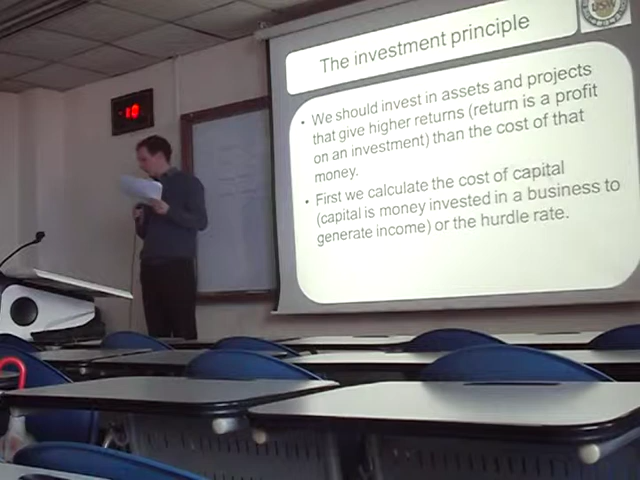 The investment principle
• We should invest in assets and projects
that give higher returns (return is a profit
on an investment) than the cost of that
money.
• First we calculate the cost of capital
(capital is money invested in a business to
generate income) or the hurdle rate.